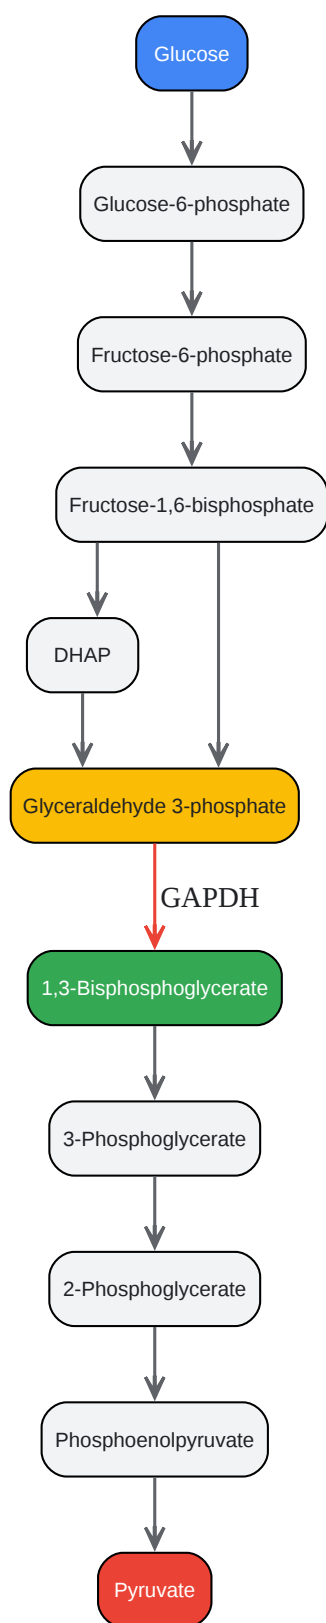 Glucose
Glucose-6-phosphate
Fructose-6-phosphate
Fructose-1,6-bisphosphate
DHAP
Glyceraldehyde 3-phosphate
GAPDH
1,3-Bisphosphoglycerate
3-Phosphoglycerate
2-Phosphoglycerate
Phosphoenolpyruvate
Pyruvate